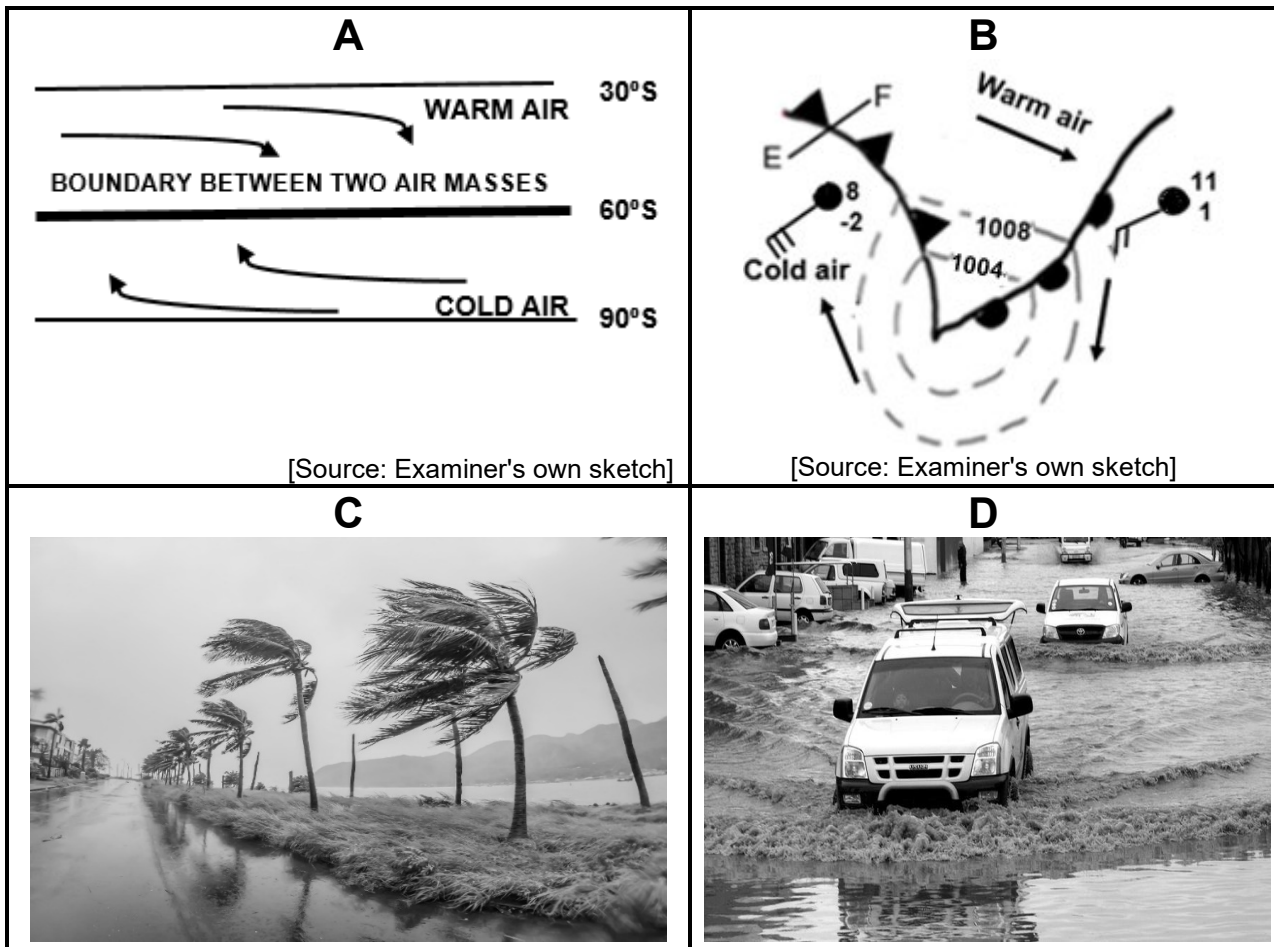 A
30ºS
WARM AIR
BOUNDARY BETWEEN TWO AIR MASSES
60ºS
COLD AIR
90ºS
[Source: Examiner's own sketch]
B
F
E
Warm air
8
-2
11
1
1008
1004
Cold air
[Source: Examiner's own sketch]
C
D
ISUZU